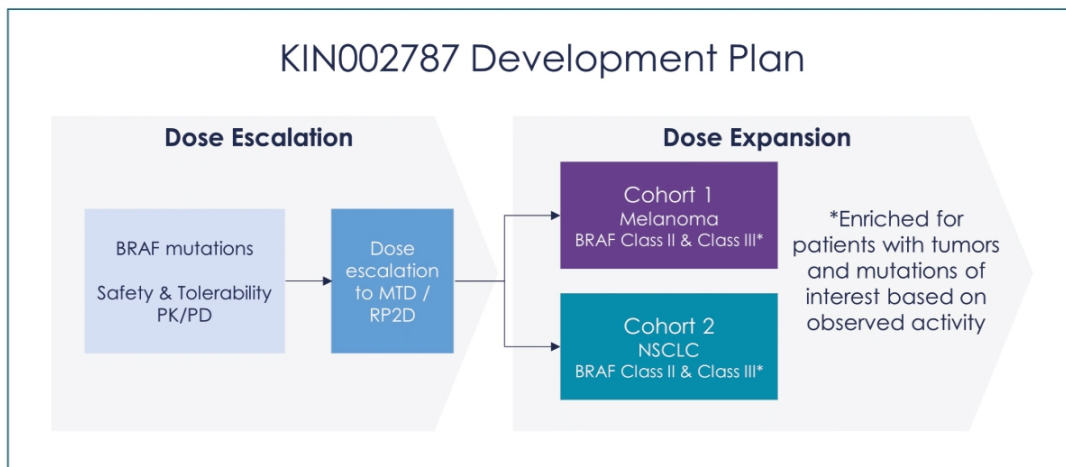 KIN002787 Development Plan
Dose Escalation
BRAF mutations
Safety & Tolerability
PK/PD
Dose
escalation
to MTD /
RP2D
Dose Expansion
Cohort 1
Melanoma
BRAF Class II & Class III*
Cohort 2
NSCLC
BRAF Class II & Class III*
*Enriched for
patients with tumors
and mutations of
interest based on
observed activity